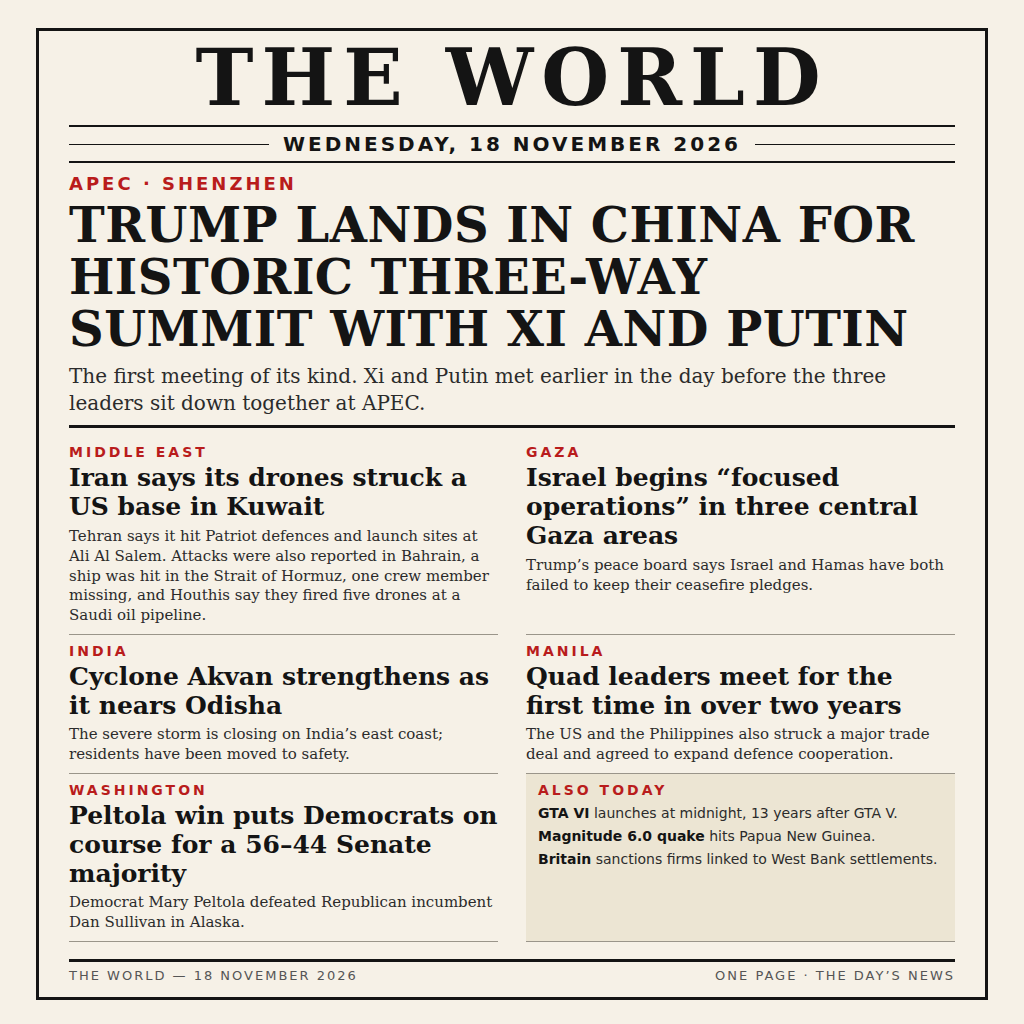 THE WORLD
WEDNESDAY, 18 NOVEMBER 2026
APEC · SHENZHEN
TRUMP LANDS IN CHINA FOR
HISTORIC THREE-WAY
SUMMIT WITH XI AND PUTIN
The first meeting of its kind. Xi and Putin met earlier in the day before the three
leaders sit down together at APEC.
MIDDLE EAST
Iran says its drones struck a
US base in Kuwait
Tehran says it hit Patriot defences and launch sites at
Ali Al Salem. Attacks were also reported in Bahrain, a
ship was hit in the Strait of Hormuz, one crew member
missing, and Houthis say they fired five drones at a
Saudi oil pipeline.
GAZA
Israel begins “focused
operations” in three central
Gaza areas
Trump’s peace board says Israel and Hamas have both
failed to keep their ceasefire pledges.
INDIA
Cyclone Akvan strengthens as
it nears Odisha
The severe storm is closing on India’s east coast;
residents have been moved to safety.
MANILA
Quad leaders meet for the
first time in over two years
The US and the Philippines also struck a major trade
deal and agreed to expand defence cooperation.
WASHINGTON
Peltola win puts Democrats on
course for a 56–44 Senate
majority
Democrat Mary Peltola defeated Republican incumbent
Dan Sullivan in Alaska.
ALSO TODAY
GTA VI launches at midnight, 13 years after GTA V.
Magnitude 6.0 quake hits Papua New Guinea.
Britain sanctions firms linked to West Bank settlements.
THE WORLD — 18 NOVEMBER 2026
ONE PAGE · THE DAY’S NEWS